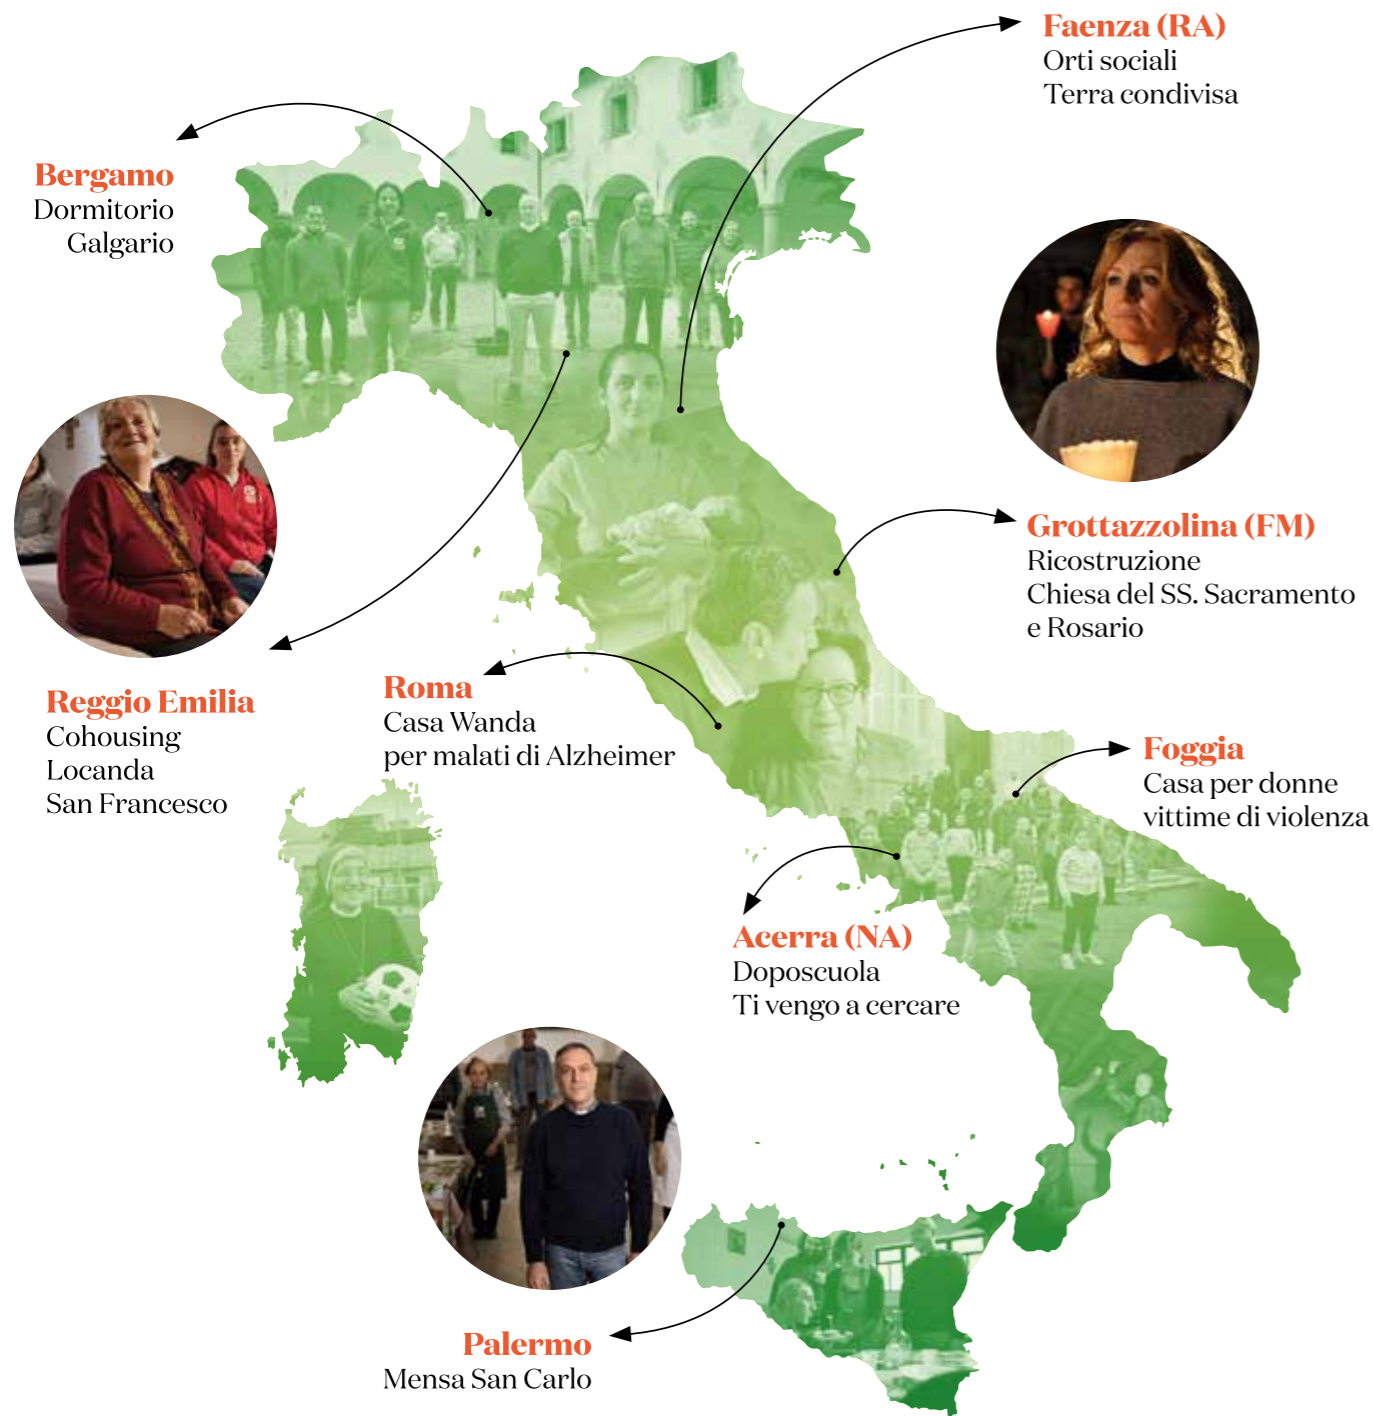 Faenza (RA)
Orti sociali
Terra condivisa
Bergamo
Dormitorio
Galgario
Grottazzolina (FM)
Ricostruzione
Chiesa del SS. Sacramento
e Rosario
Reggio Emilia
Cohousing
Locanda
San Francesco
Roma
Casa Wanda
per malati di Alzheimer
Foggia
Casa per donne
vittime di violenza
Acerra (NA)
Doposcuola
Ti vengo a cercare
Palermo
Mensa San Carlo